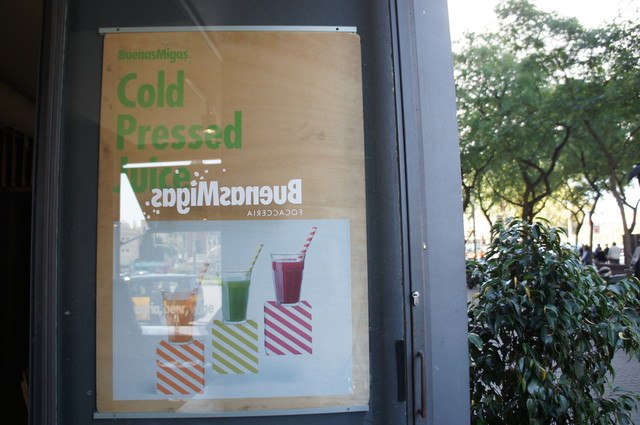 BuenasMigas
Cold
Pressed
Juice
BuenasMigas
FOCACCERIA